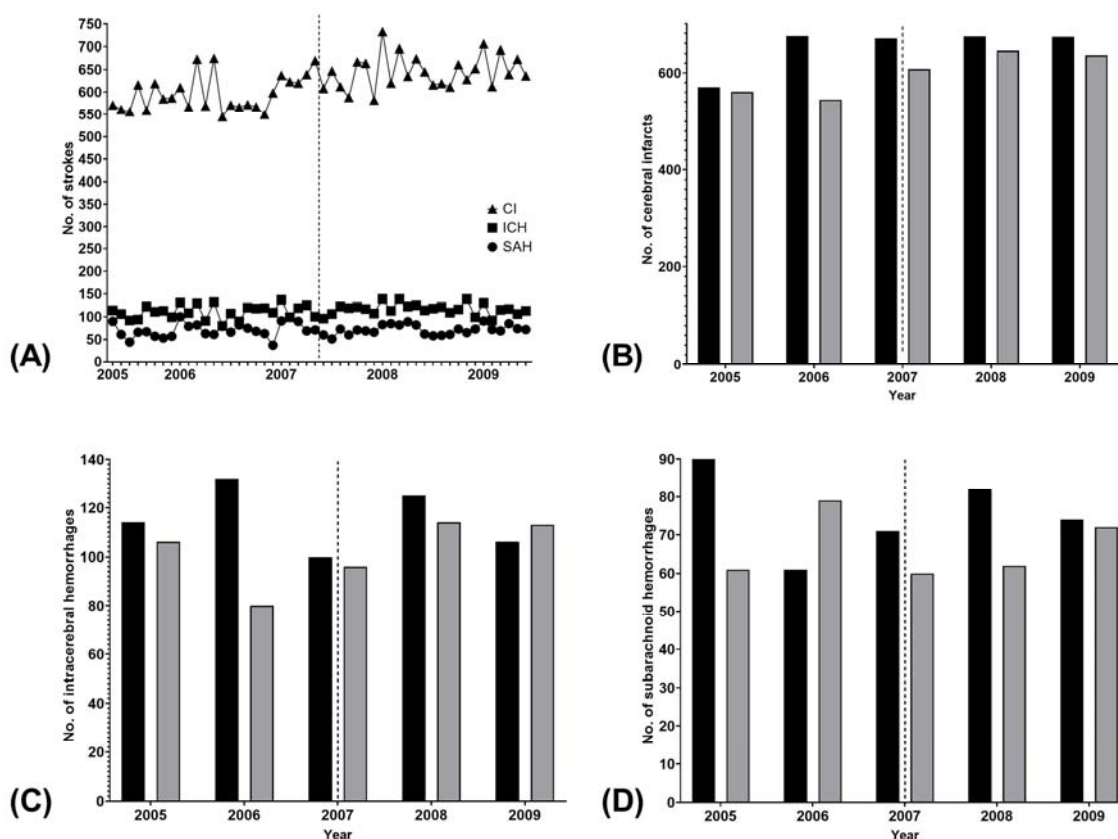 750
700
650
600
550
500
450
400
350
300
250
200
150
100
50
0
No. of strokes
CI
ICH
SAH
2005 2006 2007 2008 2009
(A)
600
400
200
0
No. of cerebral infarcts
2005 2006 2007 2008 2009
Year
(B)
140
120
100
80
60
40
20
0
No. of intracerebral hemorrhages
2005 2006 2007 2008 2009
Year
(C)
90
80
70
60
50
40
30
20
10
0
No. of subarachnoid hemorrhages
2005 2006 2007 2008 2009
Year
(D)